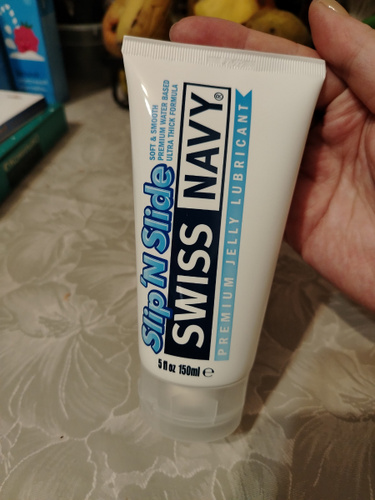 SOFT & SMOOTH
PREMIUM WATER BASED
ULTRA THICK FORMULA
Slip 'N Slide
SWISS NAVY®
PREMIUM JELLY LUBRICANT
5 fl oz 150ml ℮